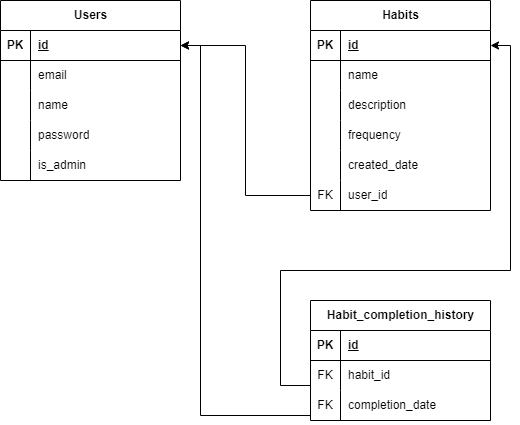 Users
PK id
email
name
password
is_admin
Habits
PK id
name
description
frequency
created_date
FK user_id
Habit_completion_history
PK id
FK habit_id
FK completion_date